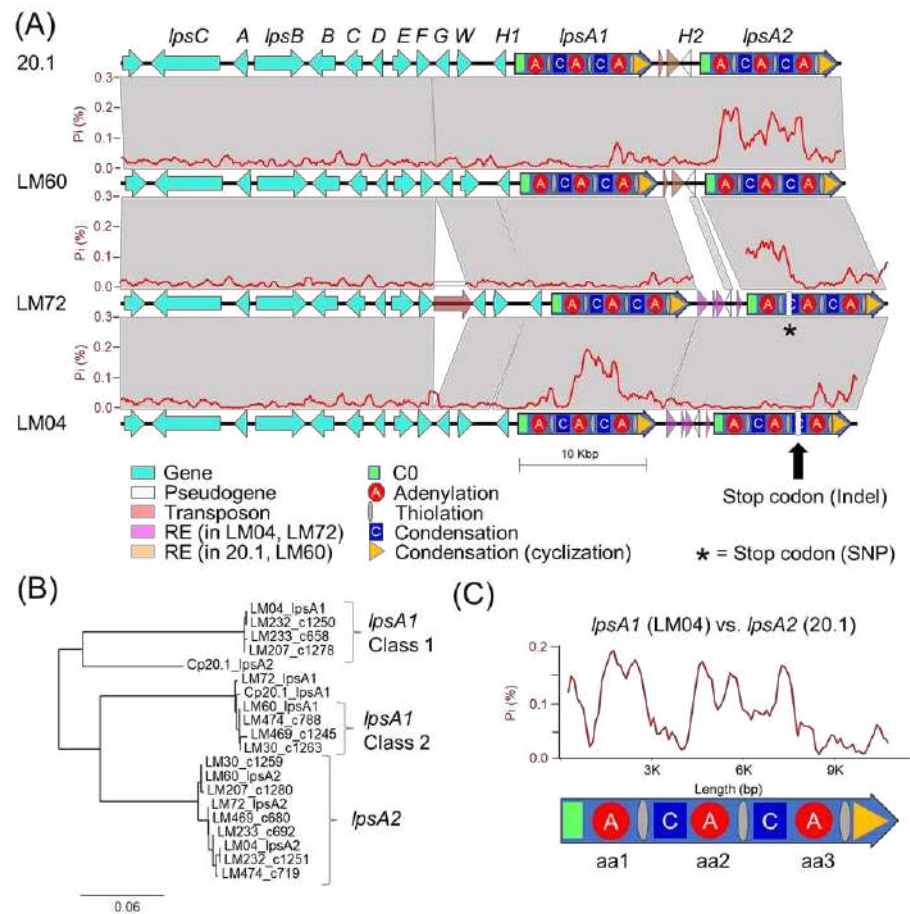 (A)
lpsC A lpsB B C D E F G W H1 lpsA1 H2 lpsA2
20.1
A C A C A A C A C A
0.3
0.2
0.1
0.0
Pi (%)
LM60
A C A C A A C A C A
0.3
0.2
0.1
0.0
Pi (%)
LM72
A C A C A A C A C A
*
0.3
0.2
0.1
0.0
Pi (%)
LM04
A C A C A A C A C A
10 Kbp
Stop codon (Indel)
* = Stop codon (SNP)
Gene
Pseudogene
Transposon
RE (in LM04, LM72)
RE (in 20.1, LM60)
C0
A Adenylation
Thiolation
C Condensation
Condensation (cyclization)
(B)
LM04_lpsA1
LM232_c1250
LM233_c658
LM207_c1278
lpsA1
Class 1
Cp20.1_lpsA2
LM72_lpsA1
Cp20.1_lpsA1
LM60_lpsA1
LM474_c788
LM469_c1245
LM30_c1263
lpsA1
Class 2
LM30_c1259
LM60_lpsA2
LM207_c1280
LM72_lpsA2
LM469_c680
LM233_c692
LM04_lpsA2
LM232_c1251
LM474_c719
lpsA2
0.06
(C)
lpsA1 (LM04) vs. lpsA2 (20.1)
0.2
0.1
0.0
Pi (%)
3K 6K 9K
Length (bp)
A C A C A
aa1 aa2 aa3